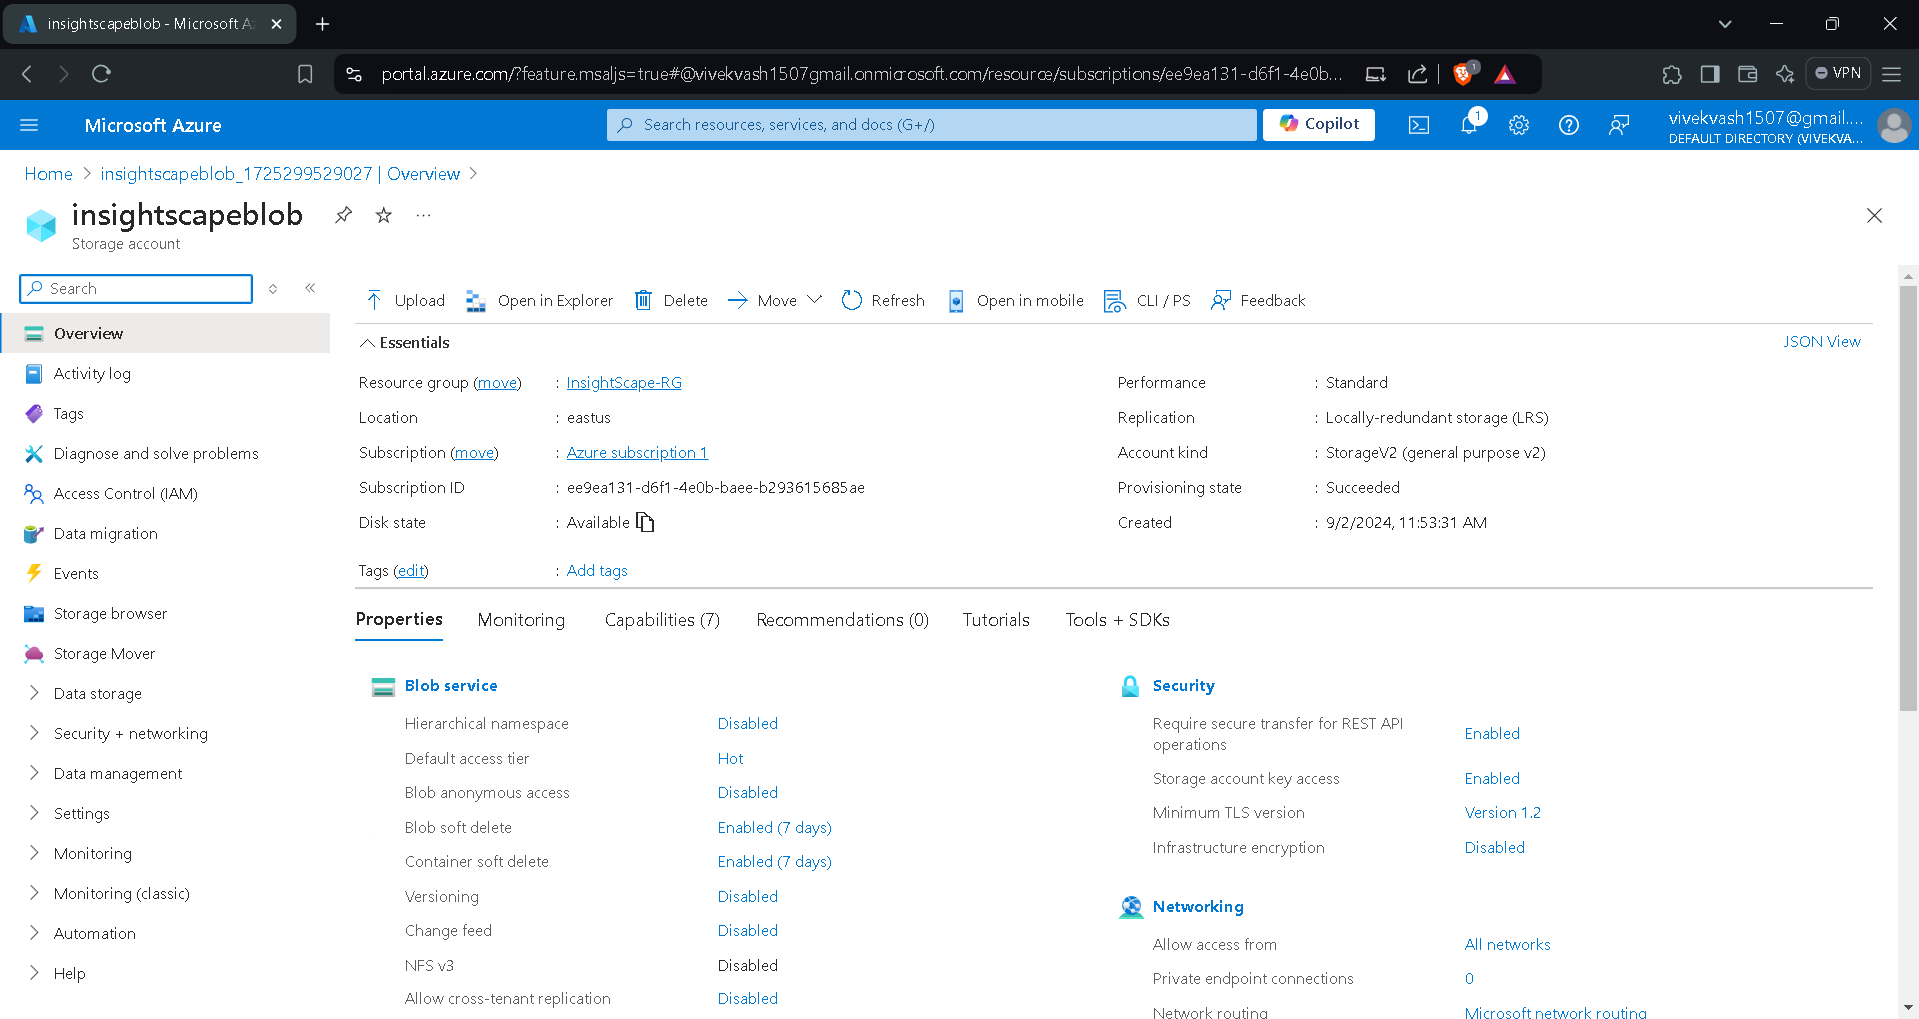 insightscapeblob - Microsoft A
portal.azure.com/?feature.msaljs=true#@vivekvash1507gmail.onmicrosoft.com/resource/subscriptions/ee9ea131-d6f1-4e0b...
1
VPN
Microsoft Azure
Search resources, services, and docs (G+/)
Copilot
1
vivekvash1507@gmail....
DEFAULT DIRECTORY (VIVEKVA...
Home > insightscapeblob_1725299529027 | Overview >
insightscapeblob
...
Storage account
Search
Overview
Activity log
Tags
Diagnose and solve problems
Access Control (IAM)
Data migration
Events
Storage browser
Storage Mover
Data storage
Security + networking
Data management
Settings
Monitoring
Monitoring (classic)
Automation
Help
Upload Open in Explorer Delete Move Refresh Open in mobile CLI / PS Feedback
Essentials
JSON View
Resource group (move) : InsightScape-RG
Location : eastus
Subscription (move) : Azure subscription 1
Subscription ID : ee9ea131-d6f1-4e0b-baee-b293615685ae
Disk state : Available
Performance : Standard
Replication : Locally-redundant storage (LRS)
Account kind : StorageV2 (general purpose v2)
Provisioning state : Succeeded
Created : 9/2/2024, 11:53:31 AM
Tags (edit) : Add tags
Properties Monitoring Capabilities (7) Recommendations (0) Tutorials Tools + SDKs
Blob service
Hierarchical namespace Disabled
Default access tier Hot
Blob anonymous access Disabled
Blob soft delete Enabled (7 days)
Container soft delete Enabled (7 days)
Versioning Disabled
Change feed Disabled
NFS v3 Disabled
Allow cross-tenant replication Disabled
Security
Require secure transfer for REST API
operations Enabled
Storage account key access Enabled
Minimum TLS version Version 1.2
Infrastructure encryption Disabled
Networking
Allow access from All networks
Private endpoint connections 0
Network routing Microsoft network routing